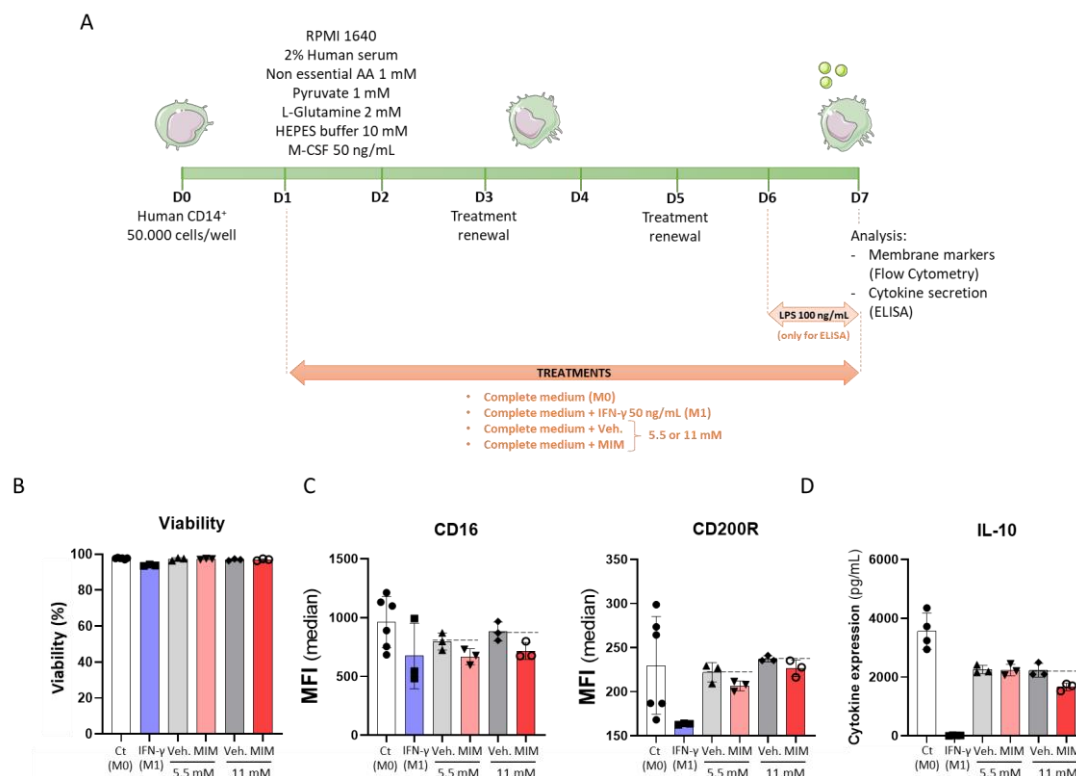 A
RPMI 1640
2% Human serum
Non essential AA 1 mM
Pyruvate 1 mM
L-Glutamine 2 mM
HEPES buffer 10 mM
M-CSF 50 ng/mL
D0 D1 D2 D3 D4 D5 D6 D7
Human CD14⁺
50.000 cells/well
Treatment
renewal
Treatment
renewal
Analysis:
- Membrane markers
(Flow Cytometry)
- Cytokine secretion
(ELISA)
LPS 100 ng/mL
(only for ELISA)
TREATMENTS
• Complete medium (M0)
• Complete medium + IFN-γ 50 ng/mL (M1)
• Complete medium + Veh.
• Complete medium + MIM
5.5 or 11 mM
B
Viability
Viability (%)
100
80
60
40
20
0
Ct
(M0)
IFN-γ
(M1)
Veh. MIM
5.5 mM
Veh. MIM
11 mM
C
CD16
MFI (median)
1500
1000
500
0
Ct
(M0)
IFN-γ
(M1)
Veh. MIM
5.5 mM
Veh. MIM
11 mM
CD200R
MFI (median)
350
300
250
200
150
Ct
(M0)
IFN-γ
(M1)
Veh. MIM
5.5 mM
Veh. MIM
11 mM
D
IL-10
Cytokine expression (pg/mL)
6000
4000
2000
0
Ct
(M0)
IFN-γ
(M1)
Veh. MIM
5.5 mM
Veh. MIM
11 mM